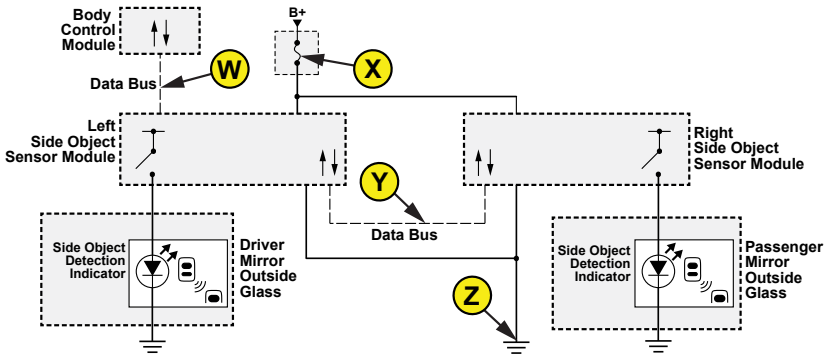 Body
Control
Module
B+
W
X
Data Bus
Left
Side Object
Sensor Module
Right
Side Object
Sensor Module
Y
Data Bus
Side Object
Detection
Indicator
Driver
Mirror
Outside
Glass
Z
Side Object
Detection
Indicator
Passenger
Mirror
Outside
Glass